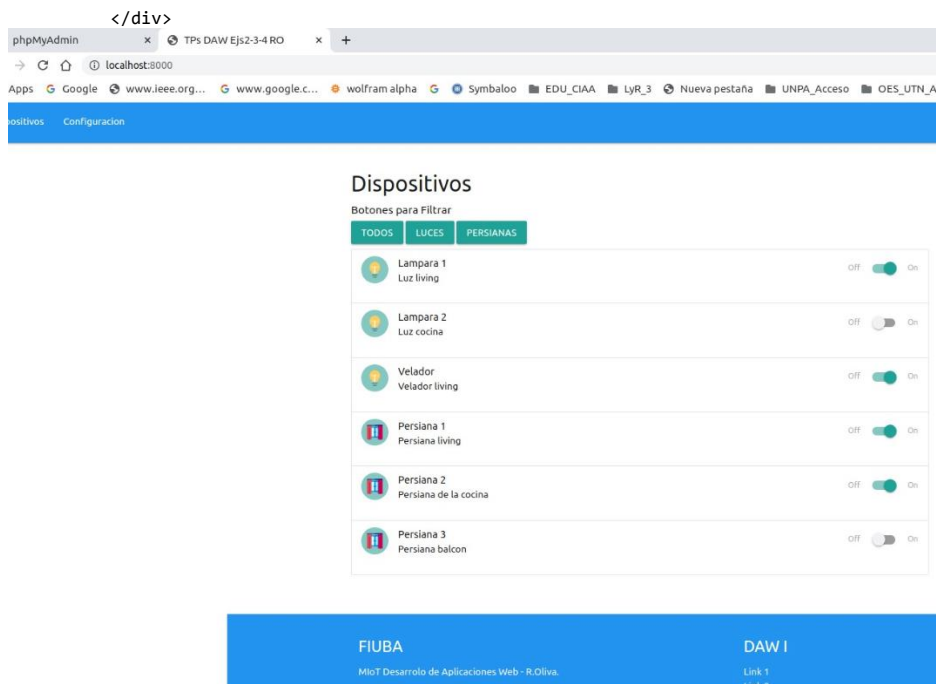 </div>
phpMyAdmin × TPs DAW Ejs2-3-4 RO × +
localhost:8000
Apps Google www.ieee.org... www.google.c... wolfram alpha Symbaloo EDU_CIAA LyR_3 Nueva pestaña UNPA_Acceso OES_UTN_A
positivos Configuracion
Dispositivos
Botones para Filtrar
TODOS LUCES PERSIANAS
Lampara 1
Luz living
Off On
Lampara 2
Luz cocina
Off On
Velador
Velador living
Off On
Persiana 1
Persiana living
Off On
Persiana 2
Persiana de la cocina
Off On
Persiana 3
Persiana balcon
Off On
FIUBA
MIoT Desarrolo de Aplicaciones Web - R.Oliva.
DAW I
Link 1